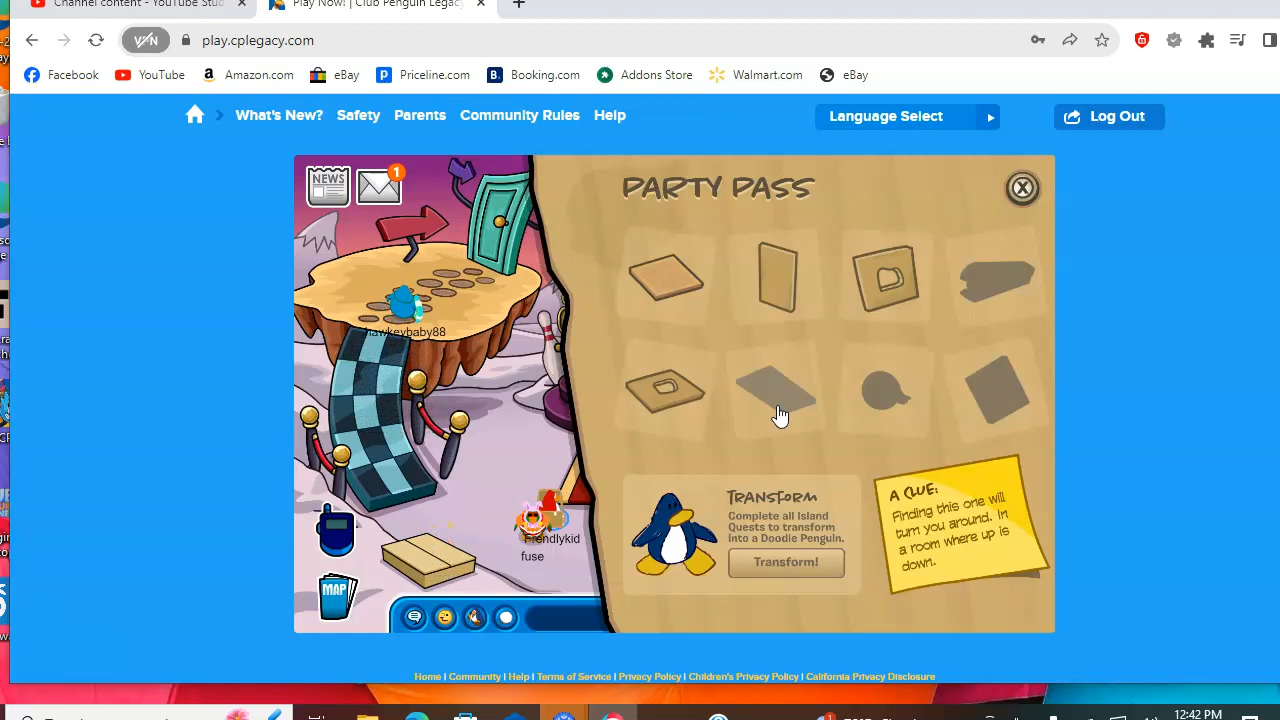 Channel content - YouTube Stud
Play Now! | Club Penguin Legacy
VPN
play.cplegacy.com
Facebook YouTube Amazon.com eBay Priceline.com Booking.com Addons Store Walmart.com eBay
What's New? Safety Parents Community Rules Help
Language Select
Log Out
NEWS
1
PARTY PASS
hawkeybaby88
Frendlykid
fuse
MAP
TRANSFORM
Complete all Island
Quests to transform
into a Doodle Penguin.
Transform!
A CLUE:
Finding this one will
turn you around. In
a room where up is
down.
Home | Community | Help | Terms of Service | Privacy Policy | Children's Privacy Policy | California Privacy Disclosure
12:42 PM